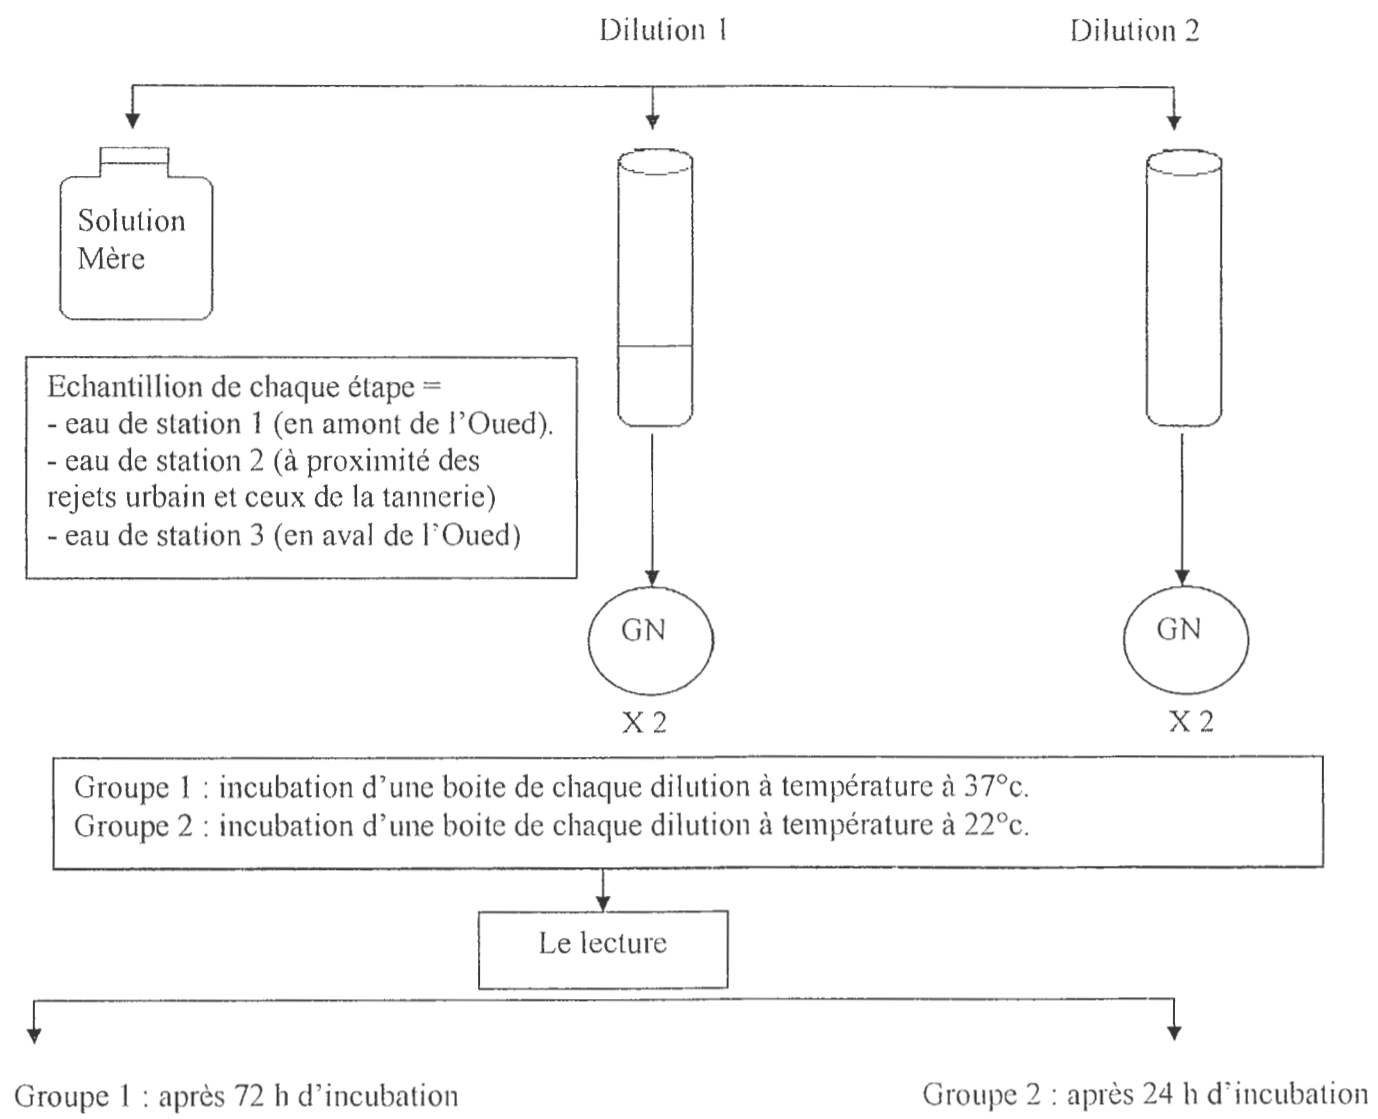 Dilution 1
Dilution 2
Solution
Mère
Echantillion de chaque étape =
- eau de station 1 (en amont de l'Oued).
- eau de station 2 (à proximité des
rejets urbain et ceux de la tannerie)
- eau de station 3 (en aval de l'Oued)
GN
GN
X 2
X 2
Groupe 1 : incubation d'une boite de chaque dilution à température à 37°c.
Groupe 2 : incubation d'une boite de chaque dilution à température à 22°c.
Le lecture
Groupe 1 : après 72 h d'incubation
Groupe 2 : après 24 h d'incubation